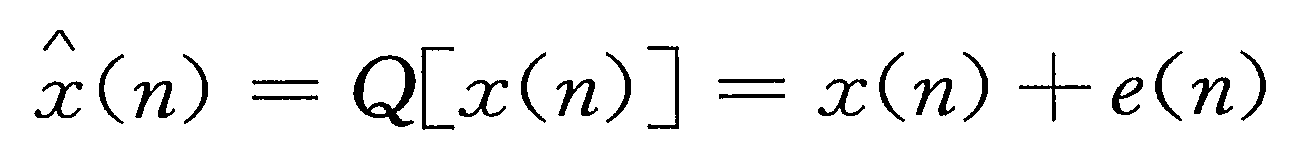 x̂(n) = Q[x(n)] = x(n) + e(n)